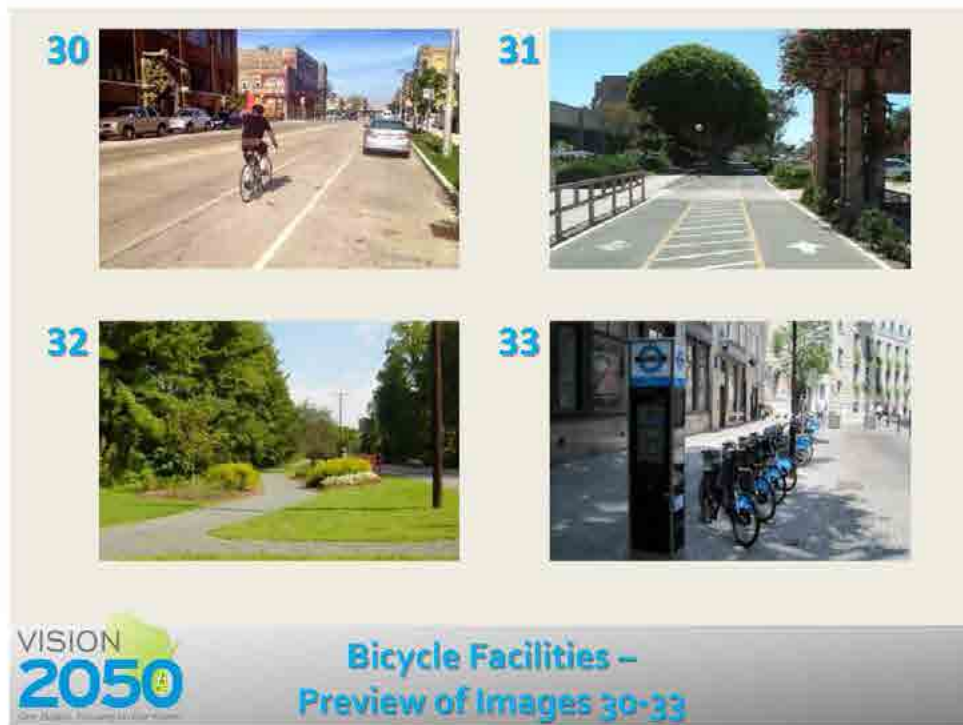 30
31
32
33
VISION
2050
Bicycle Facilities –
Preview of Images 30-33